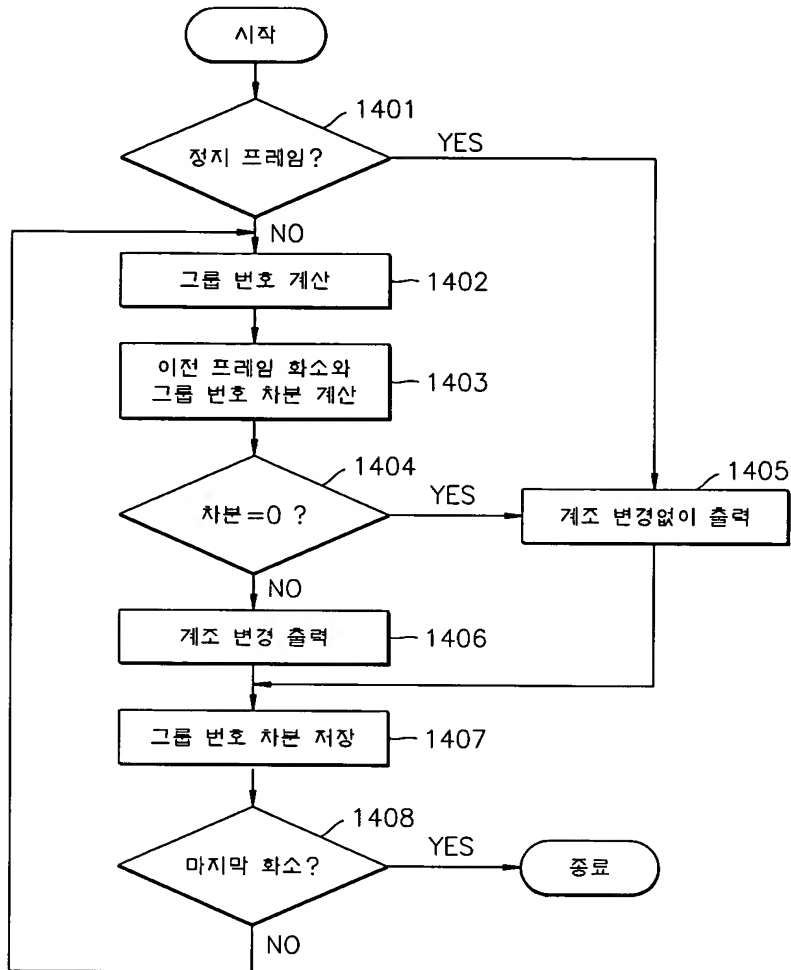 시작
1401
정지 프레임?
YES
NO
그룹 번호 계산
1402
이전 프레임 화소와
그룹 번호 차분 계산
1403
1404
차분=0 ?
YES
1405
계조 변경없이 출력
NO
계조 변경 출력
1406
그룹 번호 차분 저장
1407
1408
마지막 화소?
YES
종료
NO